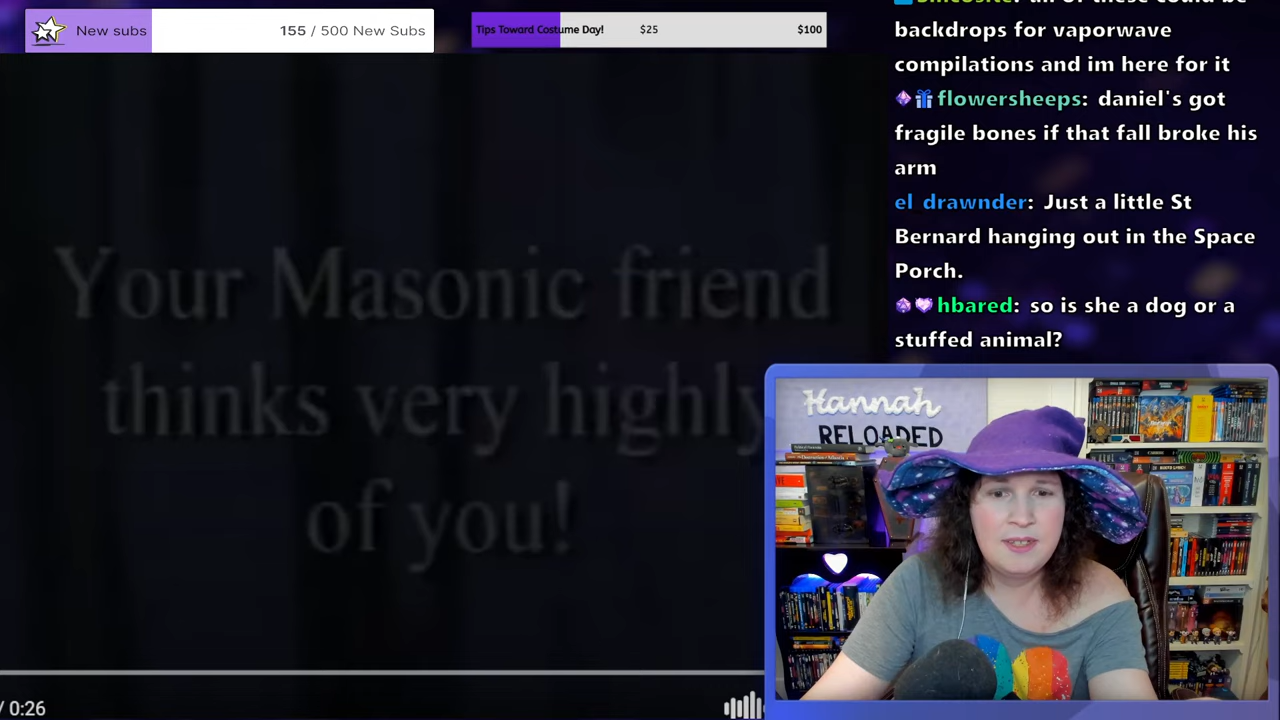 New subs
155 / 500 New Subs
Tips Toward Costume Day!
$25
$100
Your Masonic friend
thinks very highly
of you!
/ 0:26
backdrops for vaporwave
compilations and im here for it
flowersheeps: daniel's got
fragile bones if that fall broke his
arm
el_drawnder: Just a little St
Bernard hanging out in the Space
Porch.
hbared: so is she a dog or a
stuffed animal?
Hannah
RELOADED